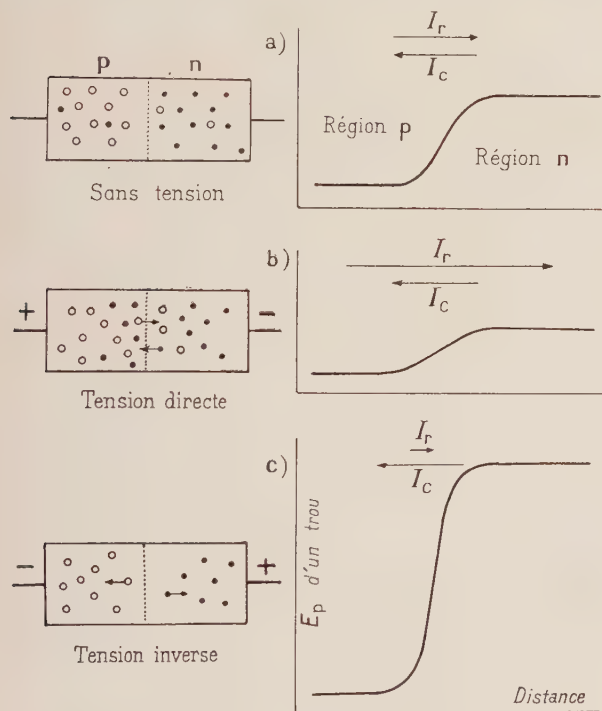 a)
p n
I_r
I_c
Région p
Région n
Sans tension
b)
I_r
I_c
+ −
Tension directe
c)
I_r
I_c
− +
Tension inverse
E_p d'un trou
Distance